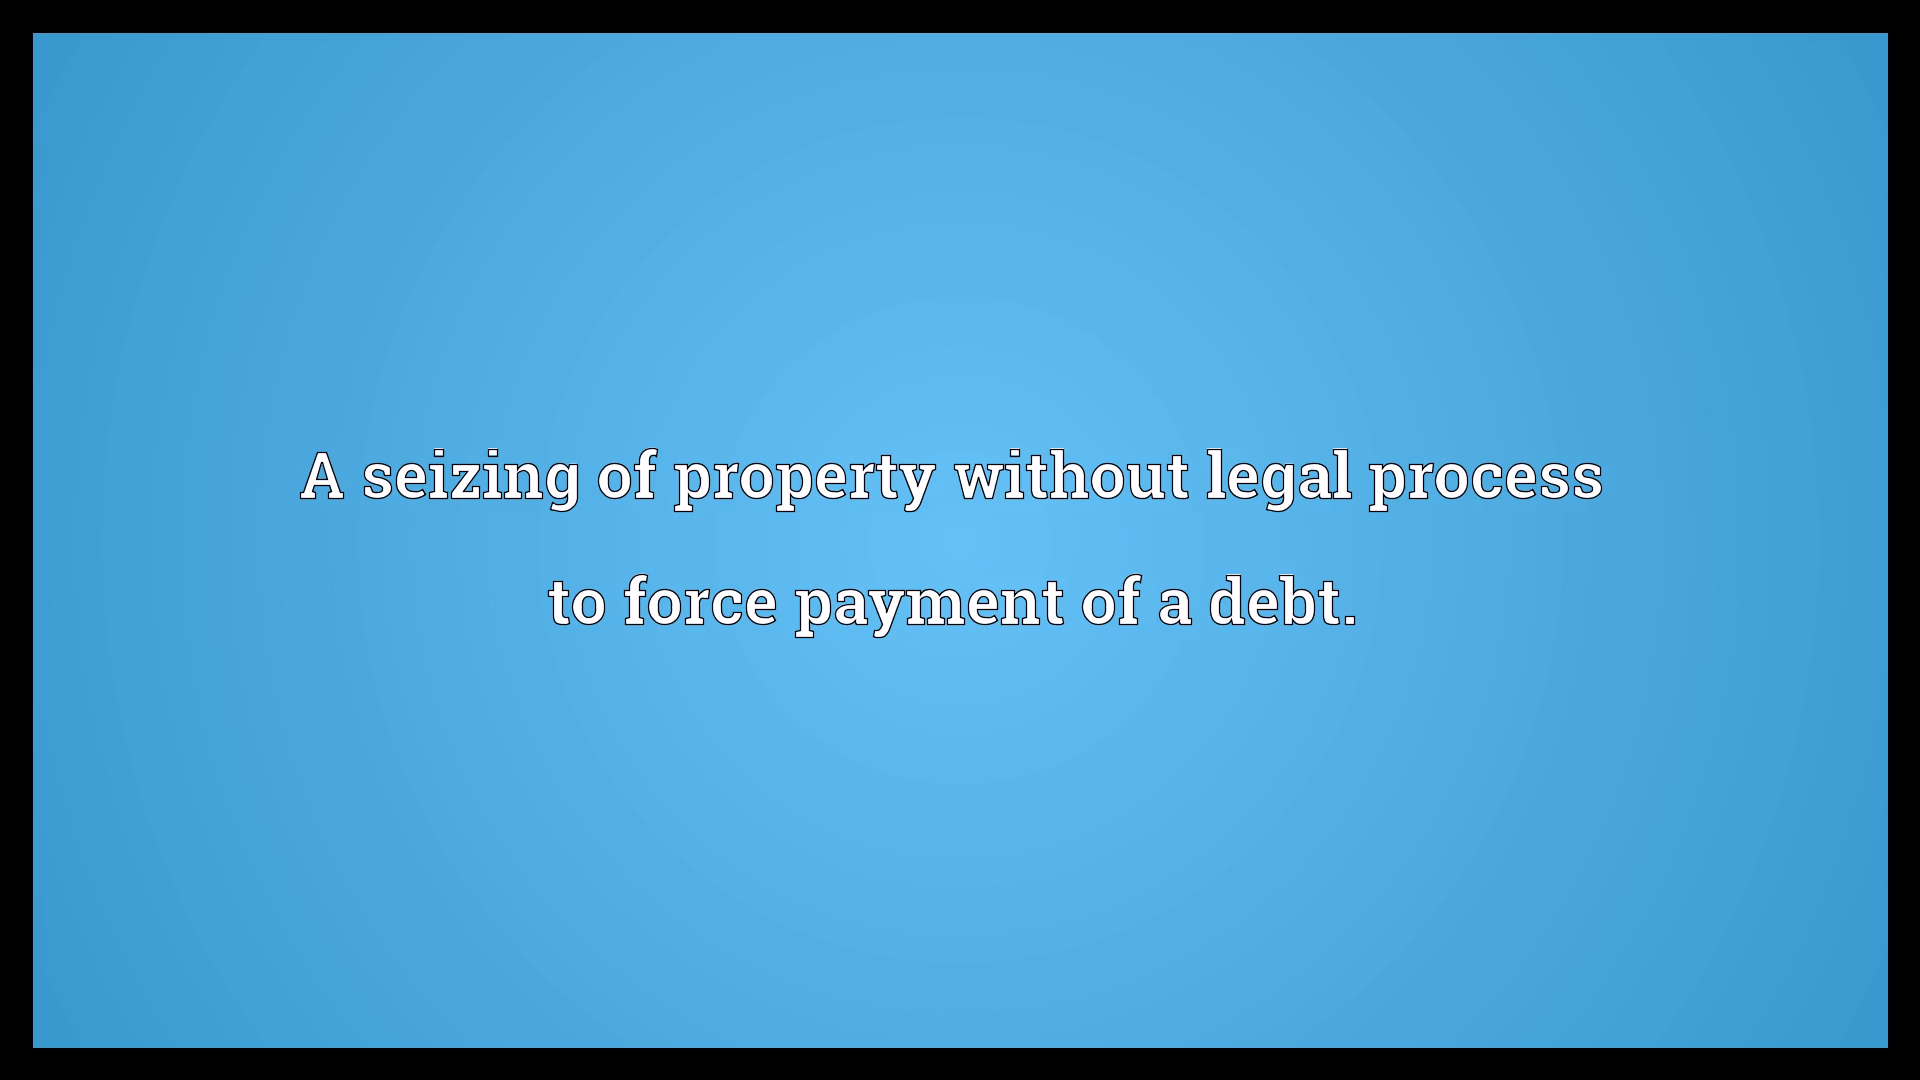 A seizing of property without legal process
to force payment of a debt.